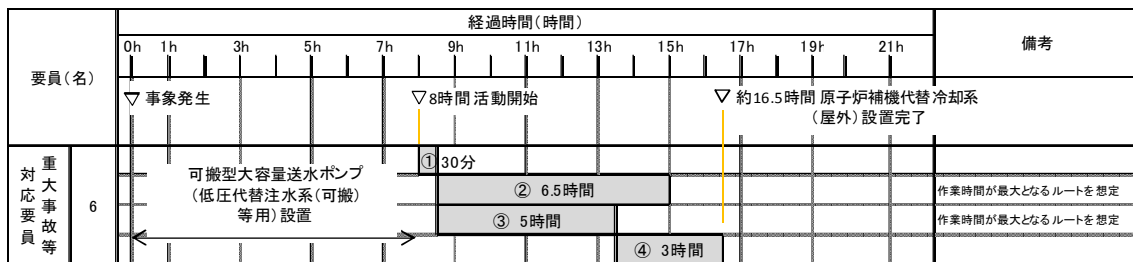 経過時間(時間)
要員(名)
0h 1h 3h 5h 7h 9h 11h 13h 15h 17h 19h 21h
備考
▽ 事象発生
▽8時間 活動開始
▽ 約16.5時間 原子炉補機代替冷却系
(屋外)設置完了
重大事故等
対応要員
6
可搬型大容量送水ポンプ
(低圧代替注水系(可搬)
等用)設置
① 30分
② 6.5時間
作業時間が最大となるルートを想定
③ 5時間
作業時間が最大となるルートを想定
④ 3時間